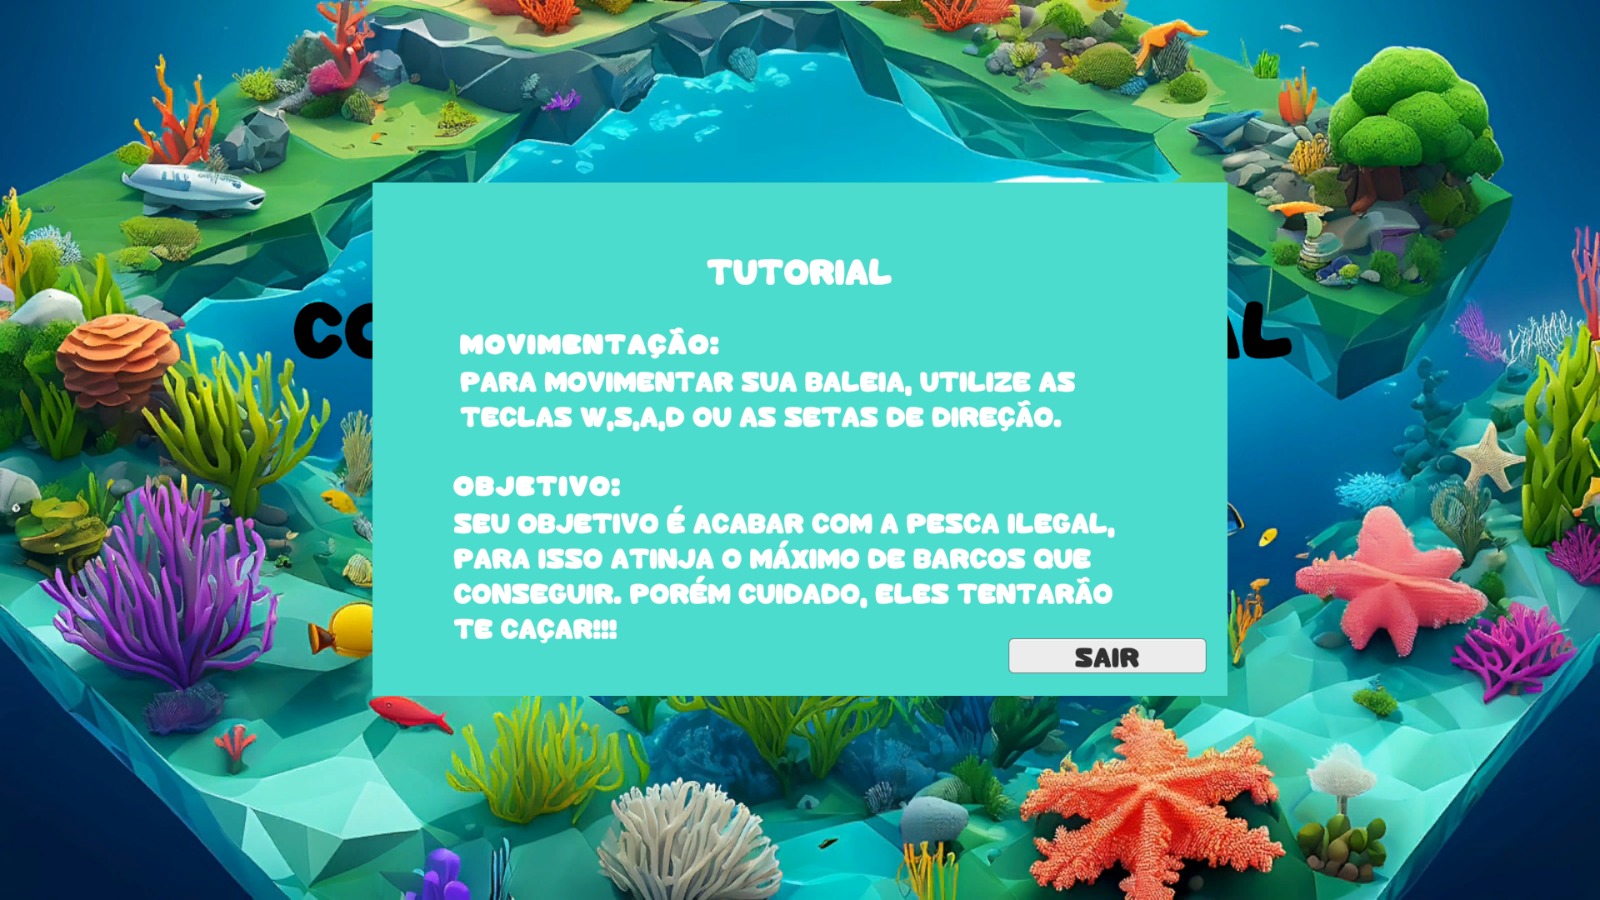 TUTORIAL
CO
AL
MOVIMENTAÇÃO:
PARA MOVIMENTAR SUA BALEIA, UTILIZE AS
TECLAS W,S,A,D OU AS SETAS DE DIREÇÃO.
OBJETIVO:
SEU OBJETIVO É ACABAR COM A PESCA ILEGAL,
PARA ISSO ATINJA O MÁXIMO DE BARCOS QUE
CONSEGUIR. PORÉM CUIDADO, ELES TENTARÃO
TE CAÇAR!!!
SAIR